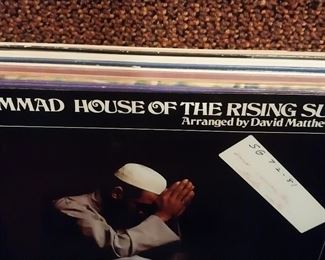 MMAD HOUSE OF THE RISING SU
Arranged by David Matthe